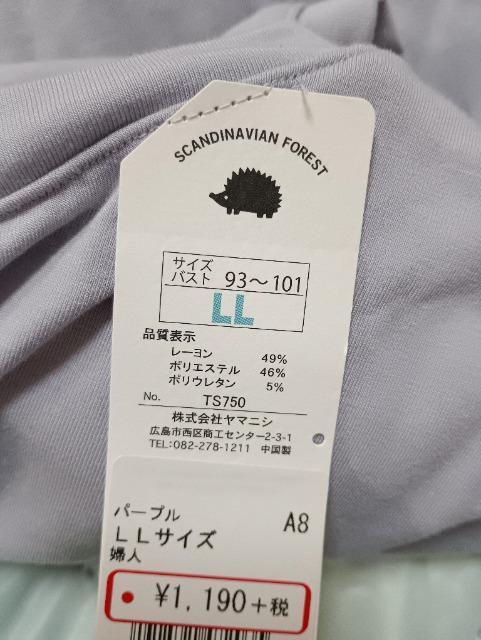 SCANDINAVIAN FOREST
サイズ
バスト 93～101
LL
品質表示
レーヨン 49%
ポリエステル 46%
ポリウレタン 5%
No. TS750
株式会社ヤマニシ
広島市西区商工センター2-3-1
TEL:082-278-1211 中国製
パープル A8
LLサイズ
婦人
¥1,190+税